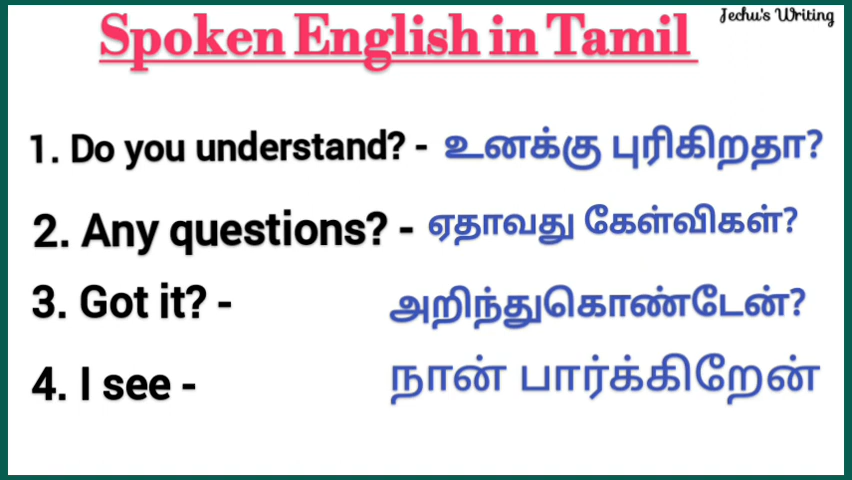 Jechu's Writing
Spoken English in Tamil
1. Do you understand? - உனக்கு புரிகிறதா?
2. Any questions? - ஏதாவது கேள்விகள்?
3. Got it? - அறிந்துகொண்டேன்?
4. I see - நான் பார்க்கிறேன்